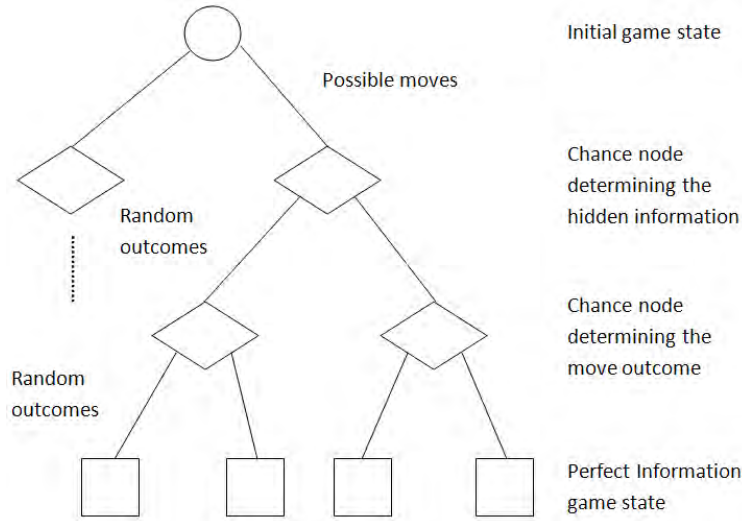 Initial game state
Possible moves
Chance node
determining the
hidden information
Random
outcomes
Chance node
determining the
move outcome
Random
outcomes
Perfect Information
game state